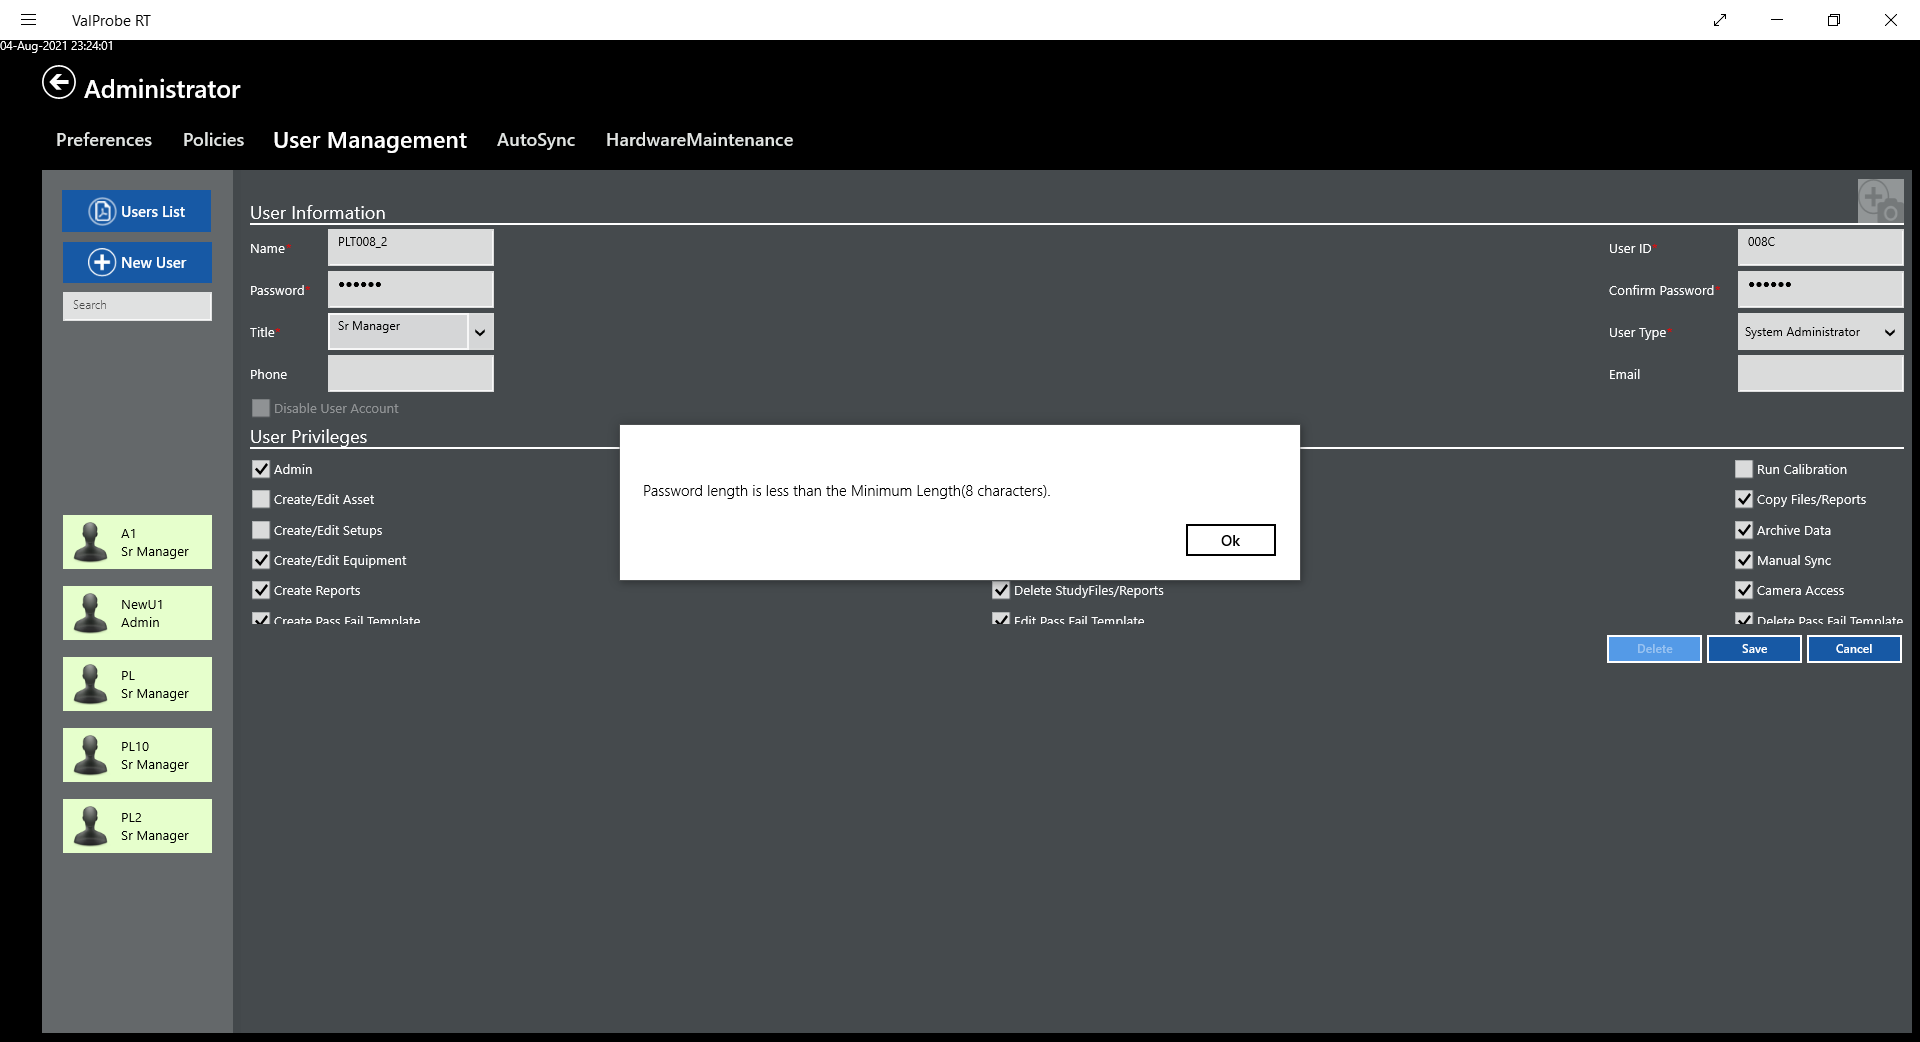 ValProbe RT
04-Aug-2021 23:24:01
Administrator
Preferences Policies User Management AutoSync HardwareMaintenance
Users List
New User
Search
A1
Sr Manager
NewU1
Admin
PL
Sr Manager
PL10
Sr Manager
PL2
Sr Manager
User Information
Name* PLT008_2 User ID* 008C
Password* •••••• Confirm Password* ••••••
Title* Sr Manager User Type* System Administrator
Phone Email
Disable User Account
User Privileges
Admin Run Calibration
Create/Edit Asset Copy Files/Reports
Create/Edit Setups Archive Data
Create/Edit Equipment Manual Sync
Create Reports Delete StudyFiles/Reports Camera Access
Create Pass Fail Template Edit Pass Fail Template Delete Pass Fail Template
Delete Save Cancel
Password length is less than the Minimum Length(8 characters).
Ok